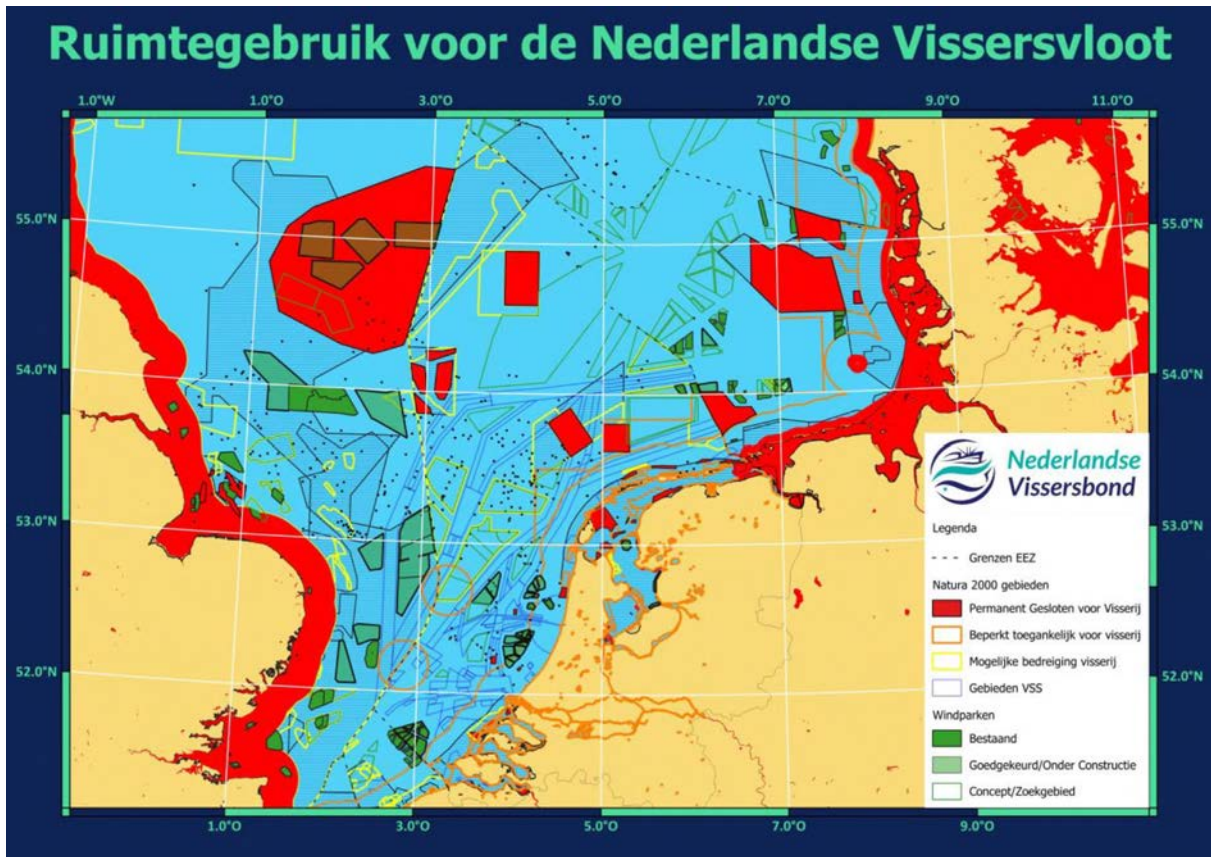 Ruimtegebruik voor de Nederlandse Vissersvloot
1.0°W 1.0°O 3.0°O 5.0°O 7.0°O 9.0°O 11.0°O
55.0°N 55.0°N
54.0°N 54.0°N
53.0°N 53.0°N
52.0°N 52.0°N
Nederlandse
Vissersbond
Legenda
Grenzen EEZ
Natura 2000 gebieden
Permanent Gesloten voor Visserij
Beperkt toegankelijk voor visserij
Mogelijke bedreiging visserij
Gebieden VSS
Windparken
Bestaand
Goedgekeurd/Onder Constructie
Concept/Zoekgebied
1.0°O 3.0°O 5.0°O 7.0°O 9.0°O